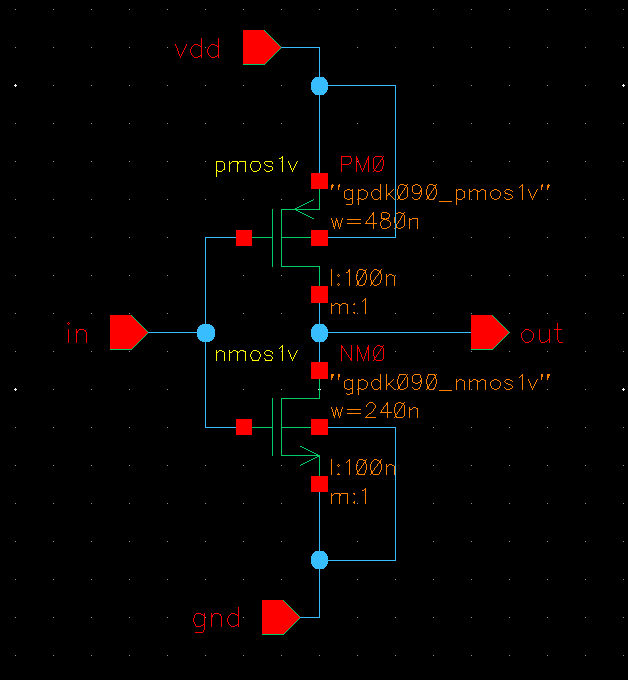 vdd
pmos1v
PM0
"gpdk090_pmos1v"
w=480n
l:100n
m:1
in
out
nmos1v
NM0
"gpdk090_nmos1v"
w=240n
l:100n
m:1
gnd